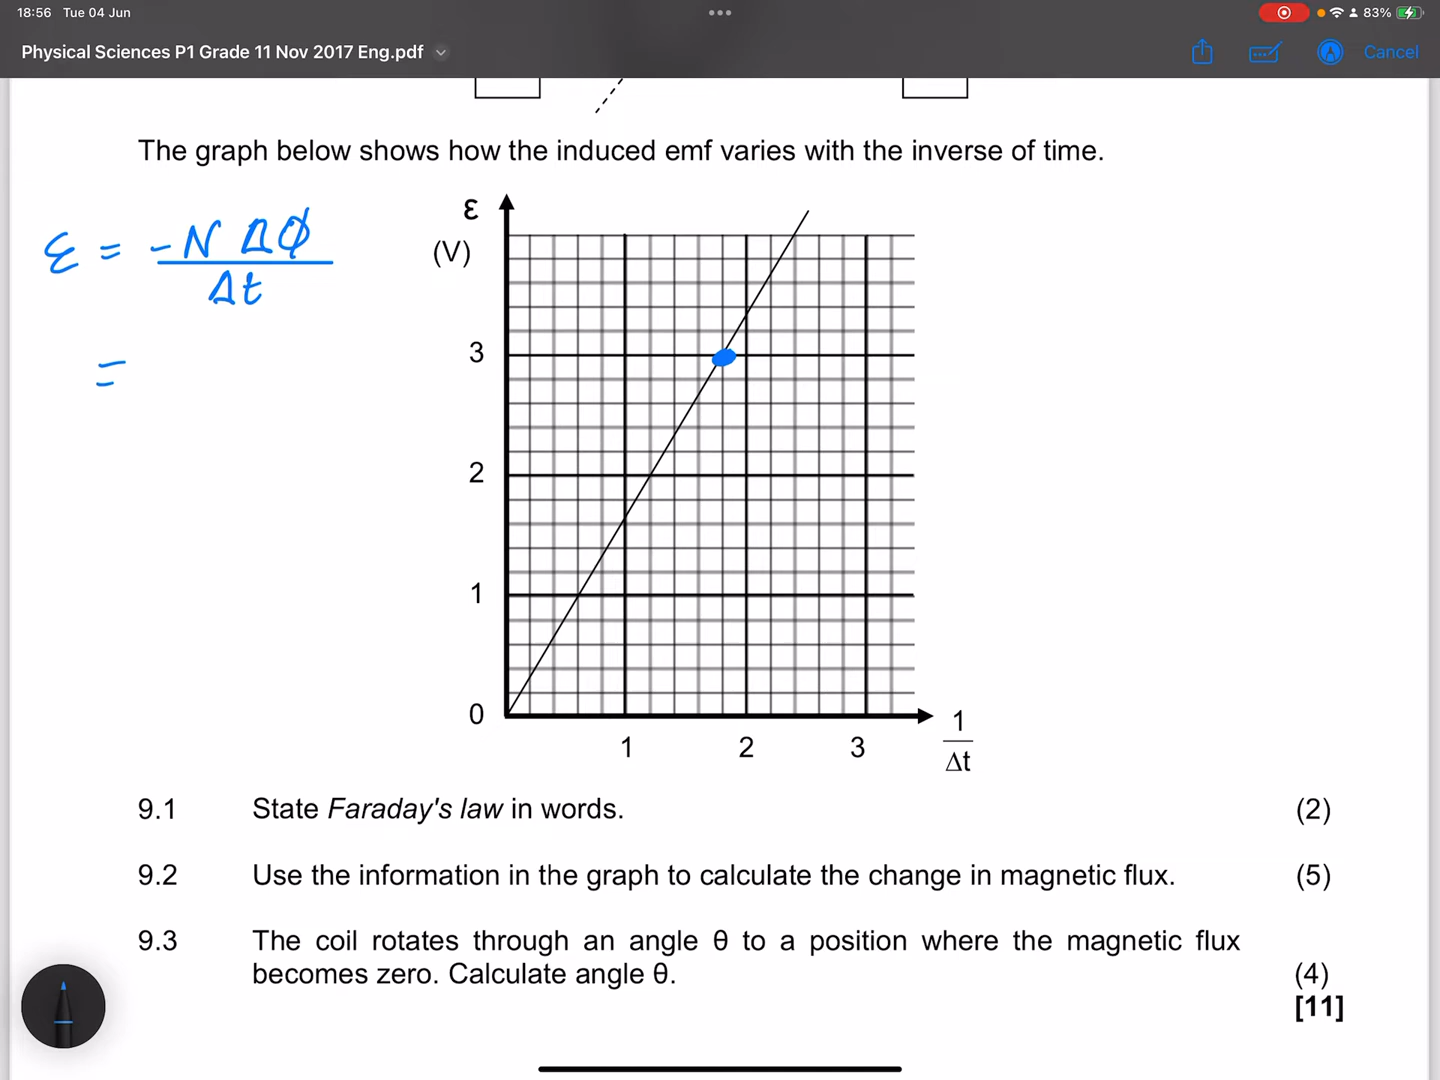 18:56 Tue 04 Jun
83%
Physical Sciences P1 Grade 11 Nov 2017 Eng.pdf
Cancel
The graph below shows how the induced emf varies with the inverse of time.
ε = -N Δϕ
Δt
=
ε
(V)
3
2
1
0
1 2 3
1
Δt
9.1 State Faraday's law in words. (2)
9.2 Use the information in the graph to calculate the change in magnetic flux. (5)
9.3 The coil rotates through an angle θ to a position where the magnetic flux
becomes zero. Calculate angle θ. (4)
[11]